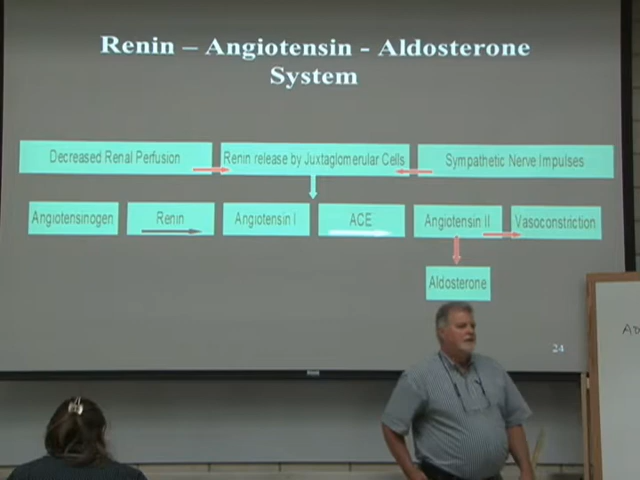 Renin – Angiotensin - Aldosterone
System
Decreased Renal Perfusion
Renin release by Juxtaglomerular Cells
Sympathetic Nerve Impulses
Angiotensinogen
Renin
Angiotensin I
ACE
Angiotensin II
Vasoconstriction
Aldosterone
24